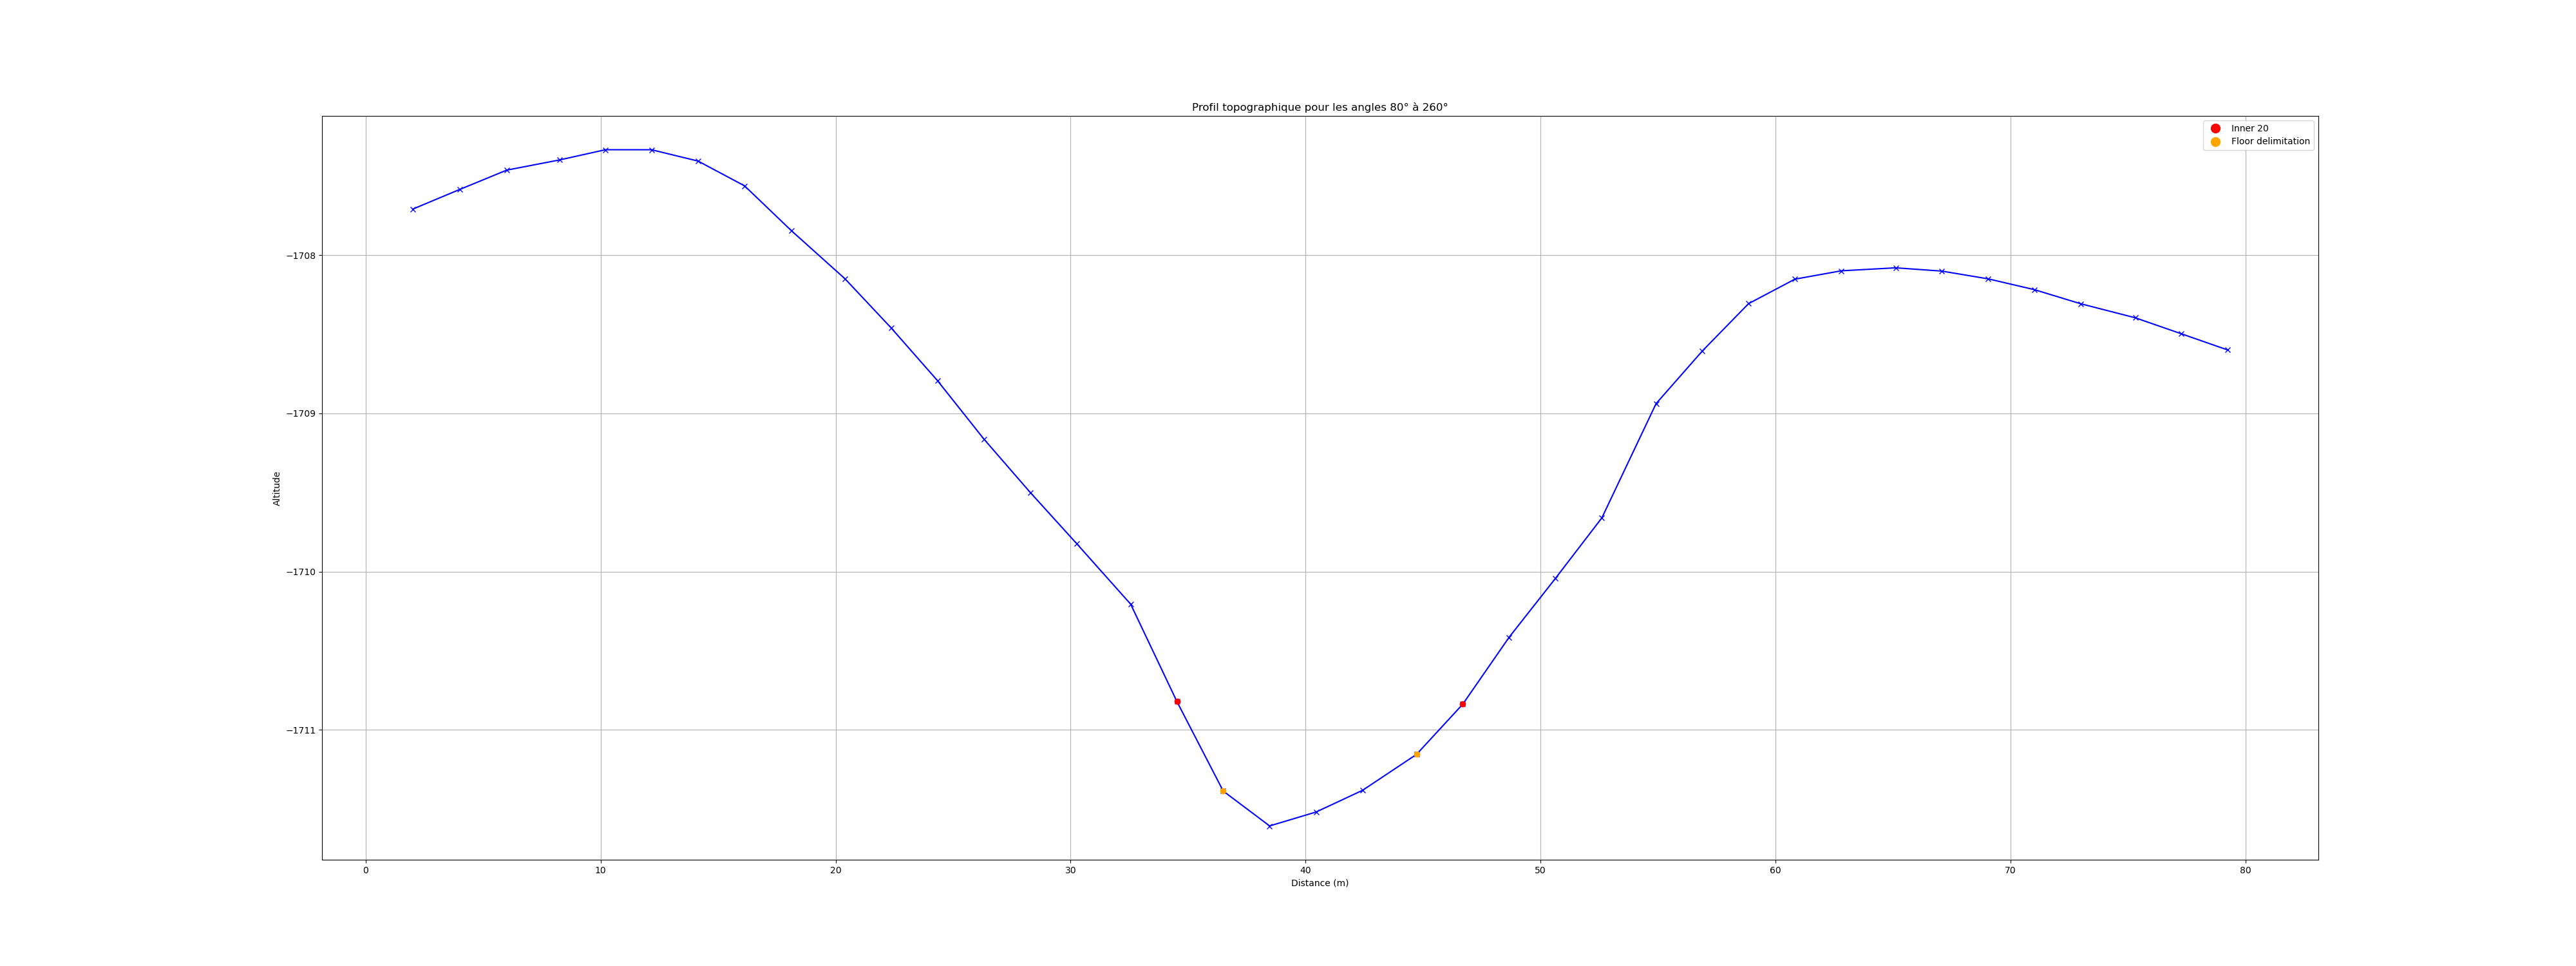 Profil topographique pour les angles 80° à 260°
Inner 20
Floor delimitation
−1708
−1709
−1710
−1711
Altitude
0 10 20 30 40 50 60 70 80
Distance (m)